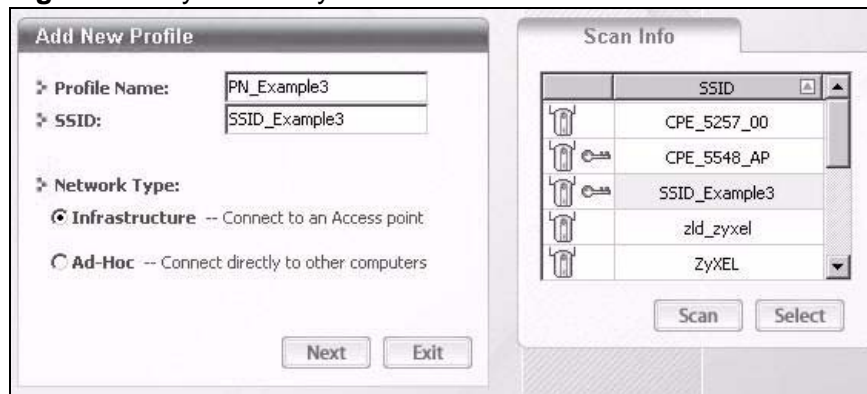 Add New Profile
Profile Name: PN_Example3
SSID: SSID_Example3
Network Type:
Infrastructure -- Connect to an Access point
Ad-Hoc -- Connect directly to other computers
Next Exit
Scan Info
SSID
CPE_5257_00
CPE_5548_AP
SSID_Example3
zld_zyxel
ZyXEL
Scan Select